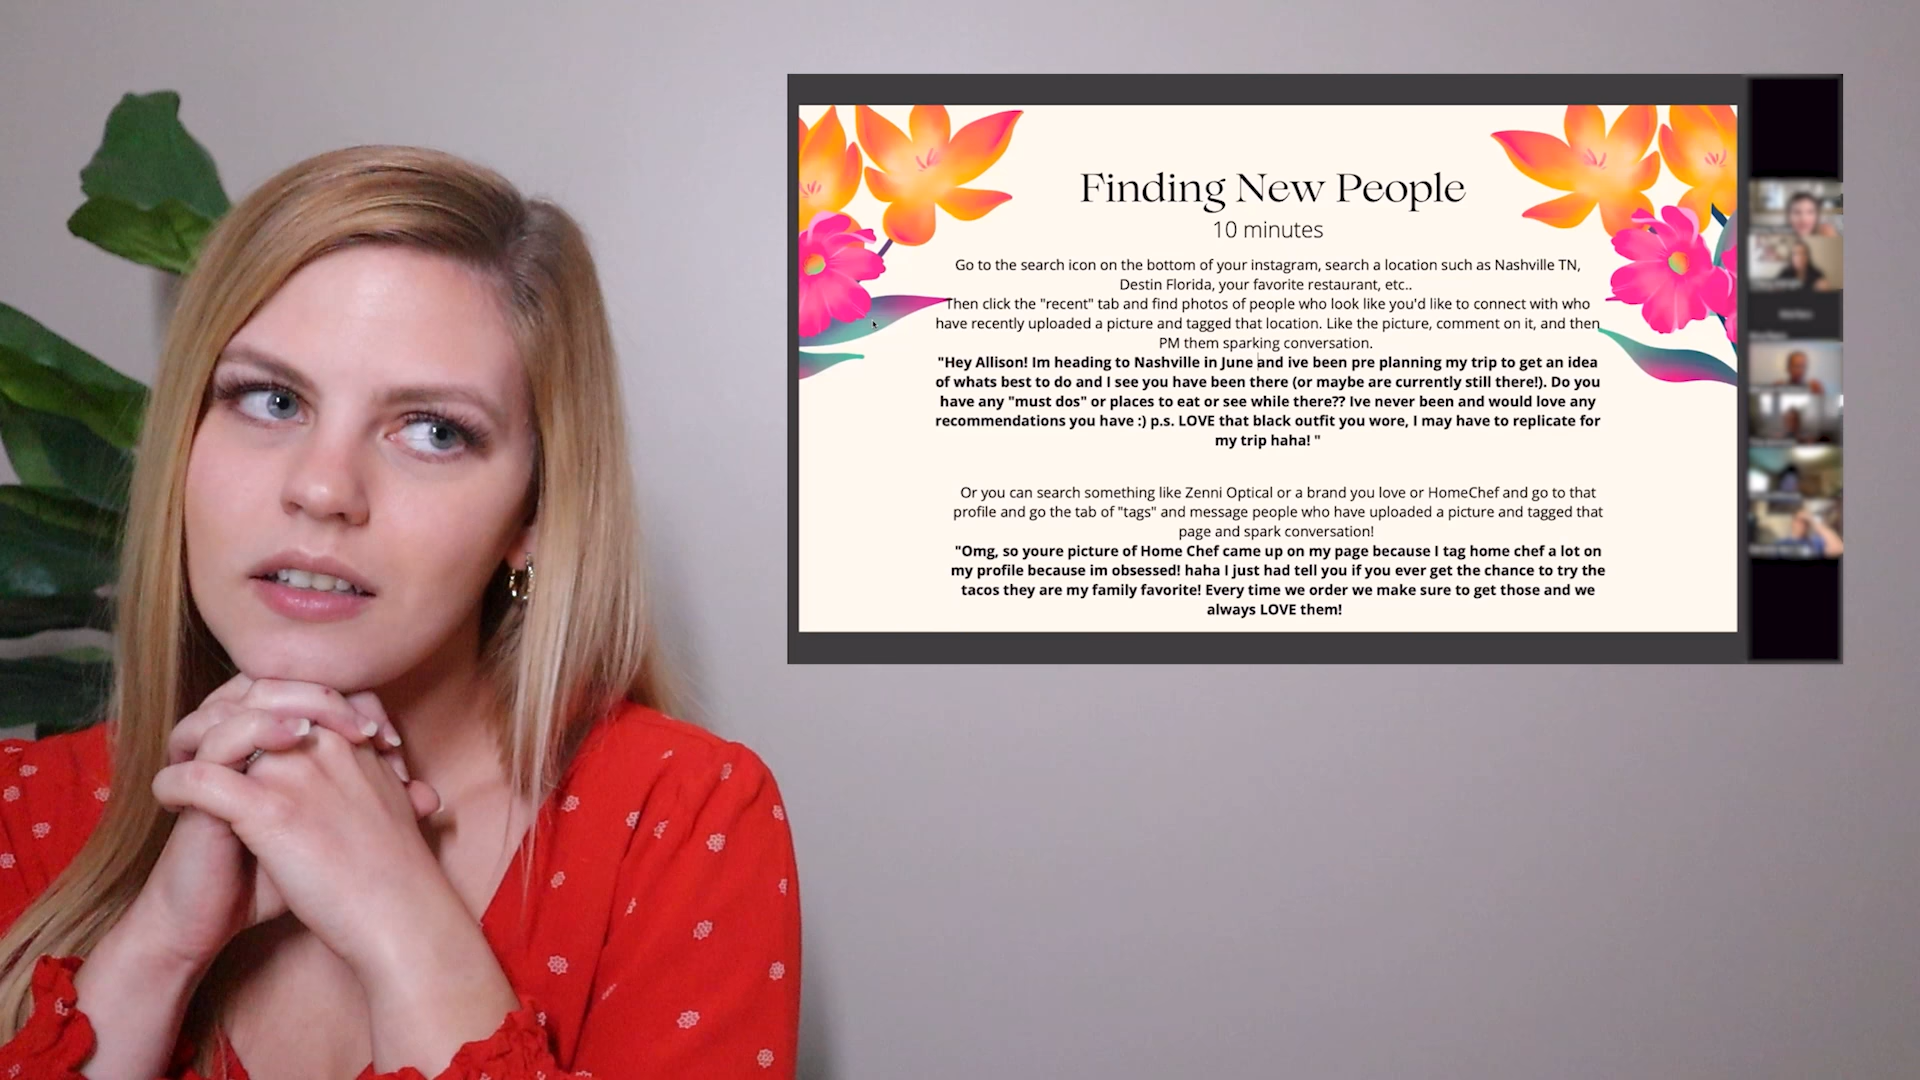 Finding New People
10 minutes
Go to the search icon on the bottom of your instagram, search a location such as Nashville TN,
Destin Florida, your favorite restaurant, etc..
Then click the "recent" tab and find photos of people who look like you'd like to connect with who
have recently uploaded a picture and tagged that location. Like the picture, comment on it, and then
PM them sparking conversation.
"Hey Allison! Im heading to Nashville in June and ive been pre planning my trip to get an idea
of whats best to do and I see you have been there (or maybe are currently still there!). Do you
have any "must dos" or places to eat or see while there?? Ive never been and would love any
recommendations you have :) p.s. LOVE that black outfit you wore, I may have to replicate for
my trip haha! "
Or you can search something like Zenni Optical or a brand you love or HomeChef and go to that
profile and go the tab of "tags" and message people who have uploaded a picture and tagged that
page and spark conversation!
"Omg, so youre picture of Home Chef came up on my page because I tag home chef a lot on
my profile because im obsessed! haha I just had tell you if you ever get the chance to try the
tacos they are my family favorite! Every time we order we make sure to get those and we
always LOVE them!